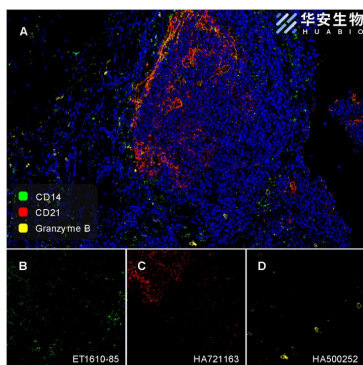 A
华安生物
HUABIO
CD14
CD21
Granzyme B
B
C
D
ET1610-85
HA721163
HA500252